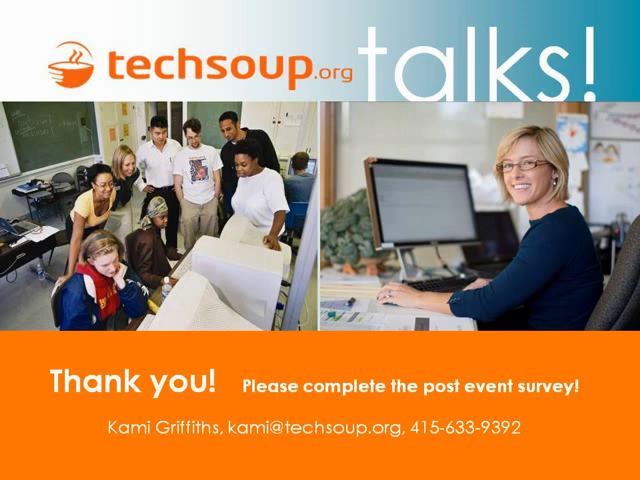 techsoup.org talks!
Thank you! Please complete the post event survey!
Kami Griffiths, kami@techsoup.org, 415-633-9392